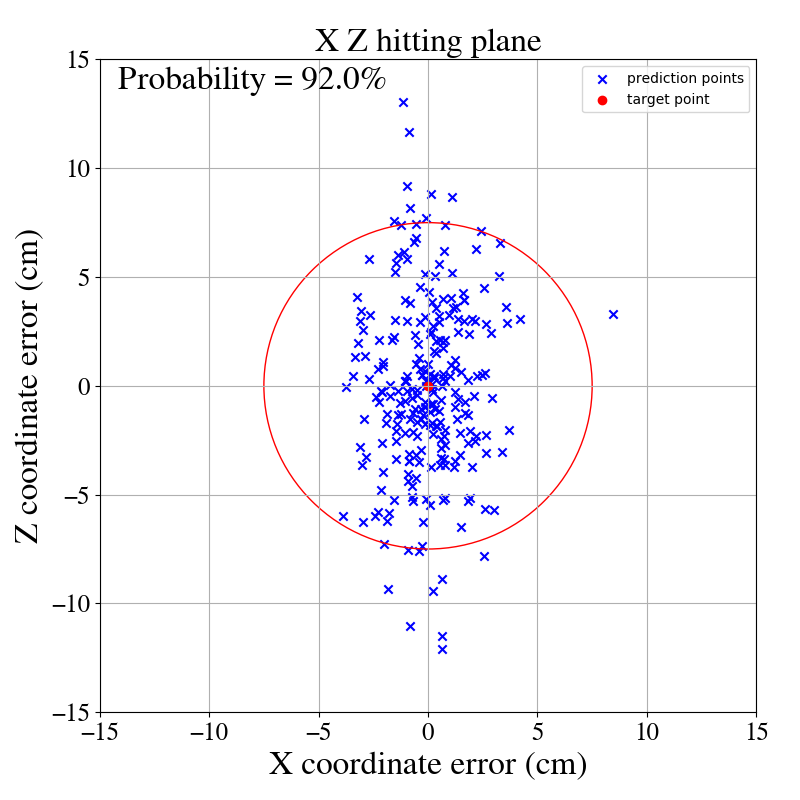 X Z hitting plane
Probability = 92.0%
prediction points
target point
15
10
5
0
−5
−10
−15
−15
−10
−5
0
5
10
15
Z coordinate error (cm)
X coordinate error (cm)